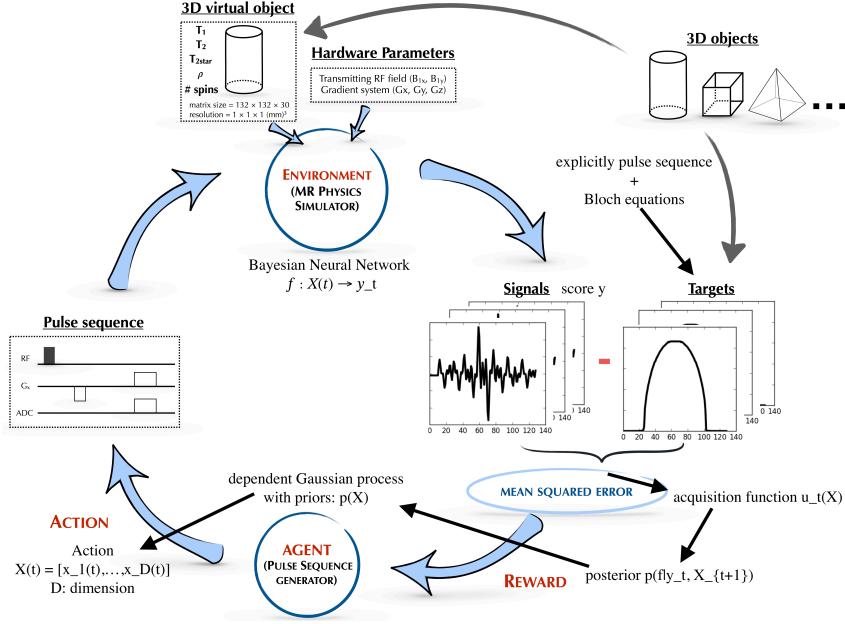 3D virtual object
T1
T2
T2star
ρ
# spins
matrix size = 132 × 132 × 30
resolution = 1 × 1 × 1 (mm)³
Hardware Parameters
Transmitting RF field (B1x, B1y)
Gradient system (Gx, Gy, Gz)
3D objects
...
ENVIRONMENT
(MR PHYSICS
SIMULATOR)
Bayesian Neural Network
f : X(t) → y_t
explicitly pulse sequence
+
Bloch equations
Signals score y
Targets
0 20 40 60 80 100 120 140
140
140
0 20 40 60 80 100 120 140
140
0 140
Pulse sequence
RF
Gx
ADC
MEAN SQUARED ERROR
acquisition function u_t(X)
posterior p(fly_t, X_{t+1})
REWARD
dependent Gaussian process
with priors: p(X)
AGENT
(PULSE SEQUENCE
GENERATOR)
ACTION
Action
X(t) = [x_1(t),…,x_D(t)]
D: dimension